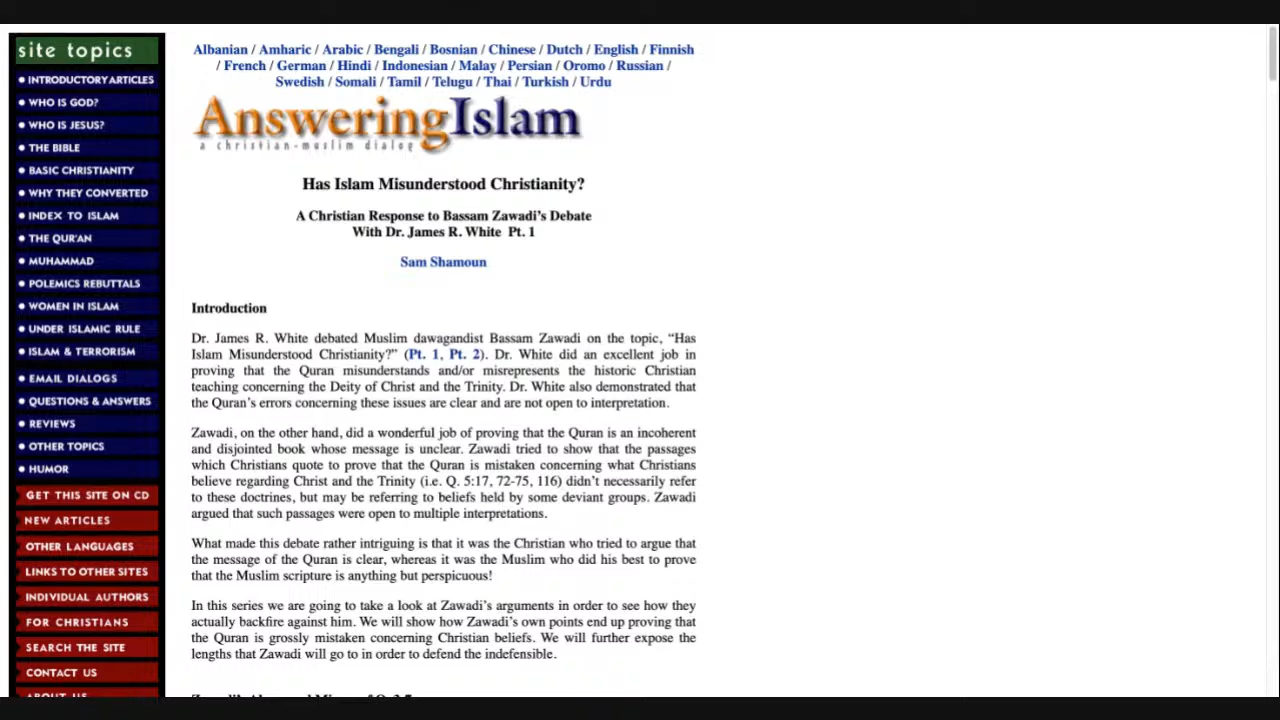 site topics
INTRODUCTORY ARTICLES
WHO IS GOD?
WHO IS JESUS?
THE BIBLE
BASIC CHRISTIANITY
WHY THEY CONVERTED
INDEX TO ISLAM
THE QUR'AN
MUHAMMAD
POLEMICS REBUTTALS
WOMEN IN ISLAM
UNDER ISLAMIC RULE
ISLAM & TERRORISM
EMAIL DIALOGS
QUESTIONS & ANSWERS
REVIEWS
OTHER TOPICS
HUMOR
GET THIS SITE ON CD
NEW ARTICLES
OTHER LANGUAGES
LINKS TO OTHER SITES
INDIVIDUAL AUTHORS
FOR CHRISTIANS
SEARCH THE SITE
CONTACT US
ABOUT US
Albanian / Amharic / Arabic / Bengali / Bosnian / Chinese / Dutch / English / Finnish
/ French / German / Hindi / Indonesian / Malay / Persian / Oromo / Russian /
Swedish / Somali / Tamil / Telugu / Thai / Turkish / Urdu
AnsweringIslam
a christian-muslim dialog
Has Islam Misunderstood Christianity?
A Christian Response to Bassam Zawadi’s Debate
With Dr. James R. White Pt. 1
Sam Shamoun
Introduction
Dr. James R. White debated Muslim dawagandist Bassam Zawadi on the topic, “Has
Islam Misunderstood Christianity?” (Pt. 1, Pt. 2). Dr. White did an excellent job in
proving that the Quran misunderstands and/or misrepresents the historic Christian
teaching concerning the Deity of Christ and the Trinity. Dr. White also demonstrated that
the Quran’s errors concerning these issues are clear and are not open to interpretation.
Zawadi, on the other hand, did a wonderful job of proving that the Quran is an incoherent
and disjointed book whose message is unclear. Zawadi tried to show that the passages
which Christians quote to prove that the Quran is mistaken concerning what Christians
believe regarding Christ and the Trinity (i.e. Q. 5:17, 72-75, 116) didn’t necessarily refer
to these doctrines, but may be referring to beliefs held by some deviant groups. Zawadi
argued that such passages were open to multiple interpretations.
What made this debate rather intriguing is that it was the Christian who tried to argue that
the message of the Quran is clear, whereas it was the Muslim who did his best to prove
that the Muslim scripture is anything but perspicuous!
In this series we are going to take a look at Zawadi’s arguments in order to see how they
actually backfire against him. We will show how Zawadi’s own points end up proving that
the Quran is grossly mistaken concerning Christian beliefs. We will further expose the
lengths that Zawadi will go to in order to defend the indefensible.